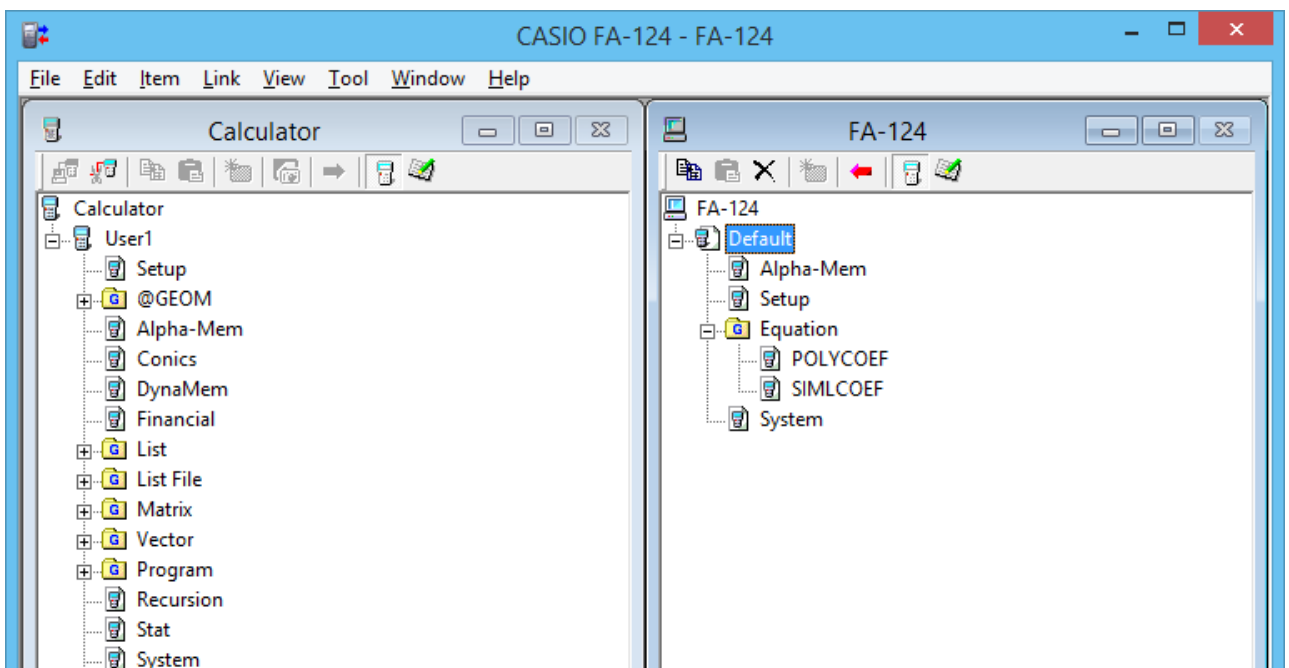 CASIO FA-124 - FA-124
File Edit Item Link View Tool Window Help
Calculator
Calculator
User1
Setup
@GEOM
Alpha-Mem
Conics
DynaMem
Financial
List
List File
Matrix
Vector
Program
Recursion
Stat
System
FA-124
FA-124
Default
Alpha-Mem
Setup
Equation
POLYCOEF
SIMLCOEF
System